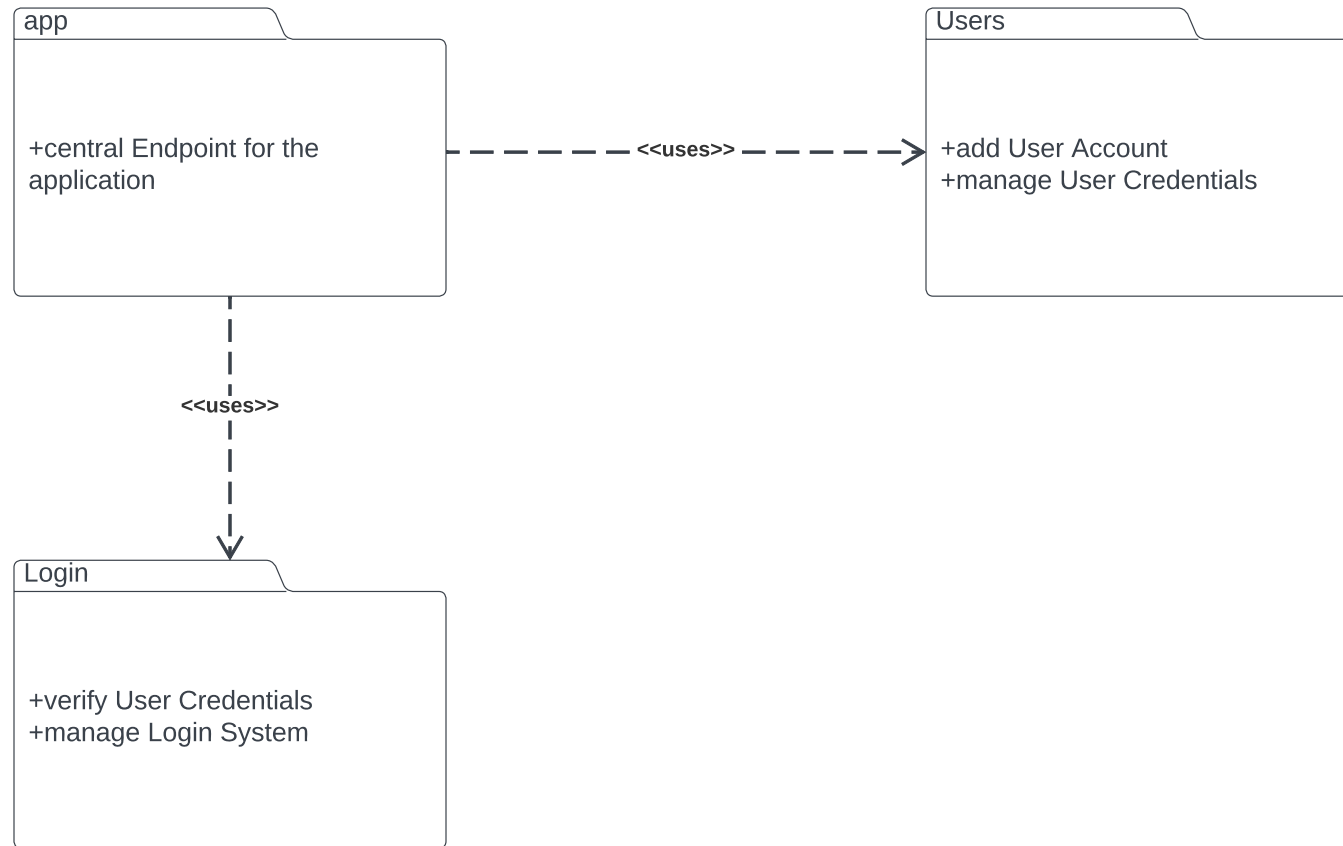 app
+central Endpoint for the
application
<<uses>>
Users
+add User Account
+manage User Credentials
<<uses>>
Login
+verify User Credentials
+manage Login System